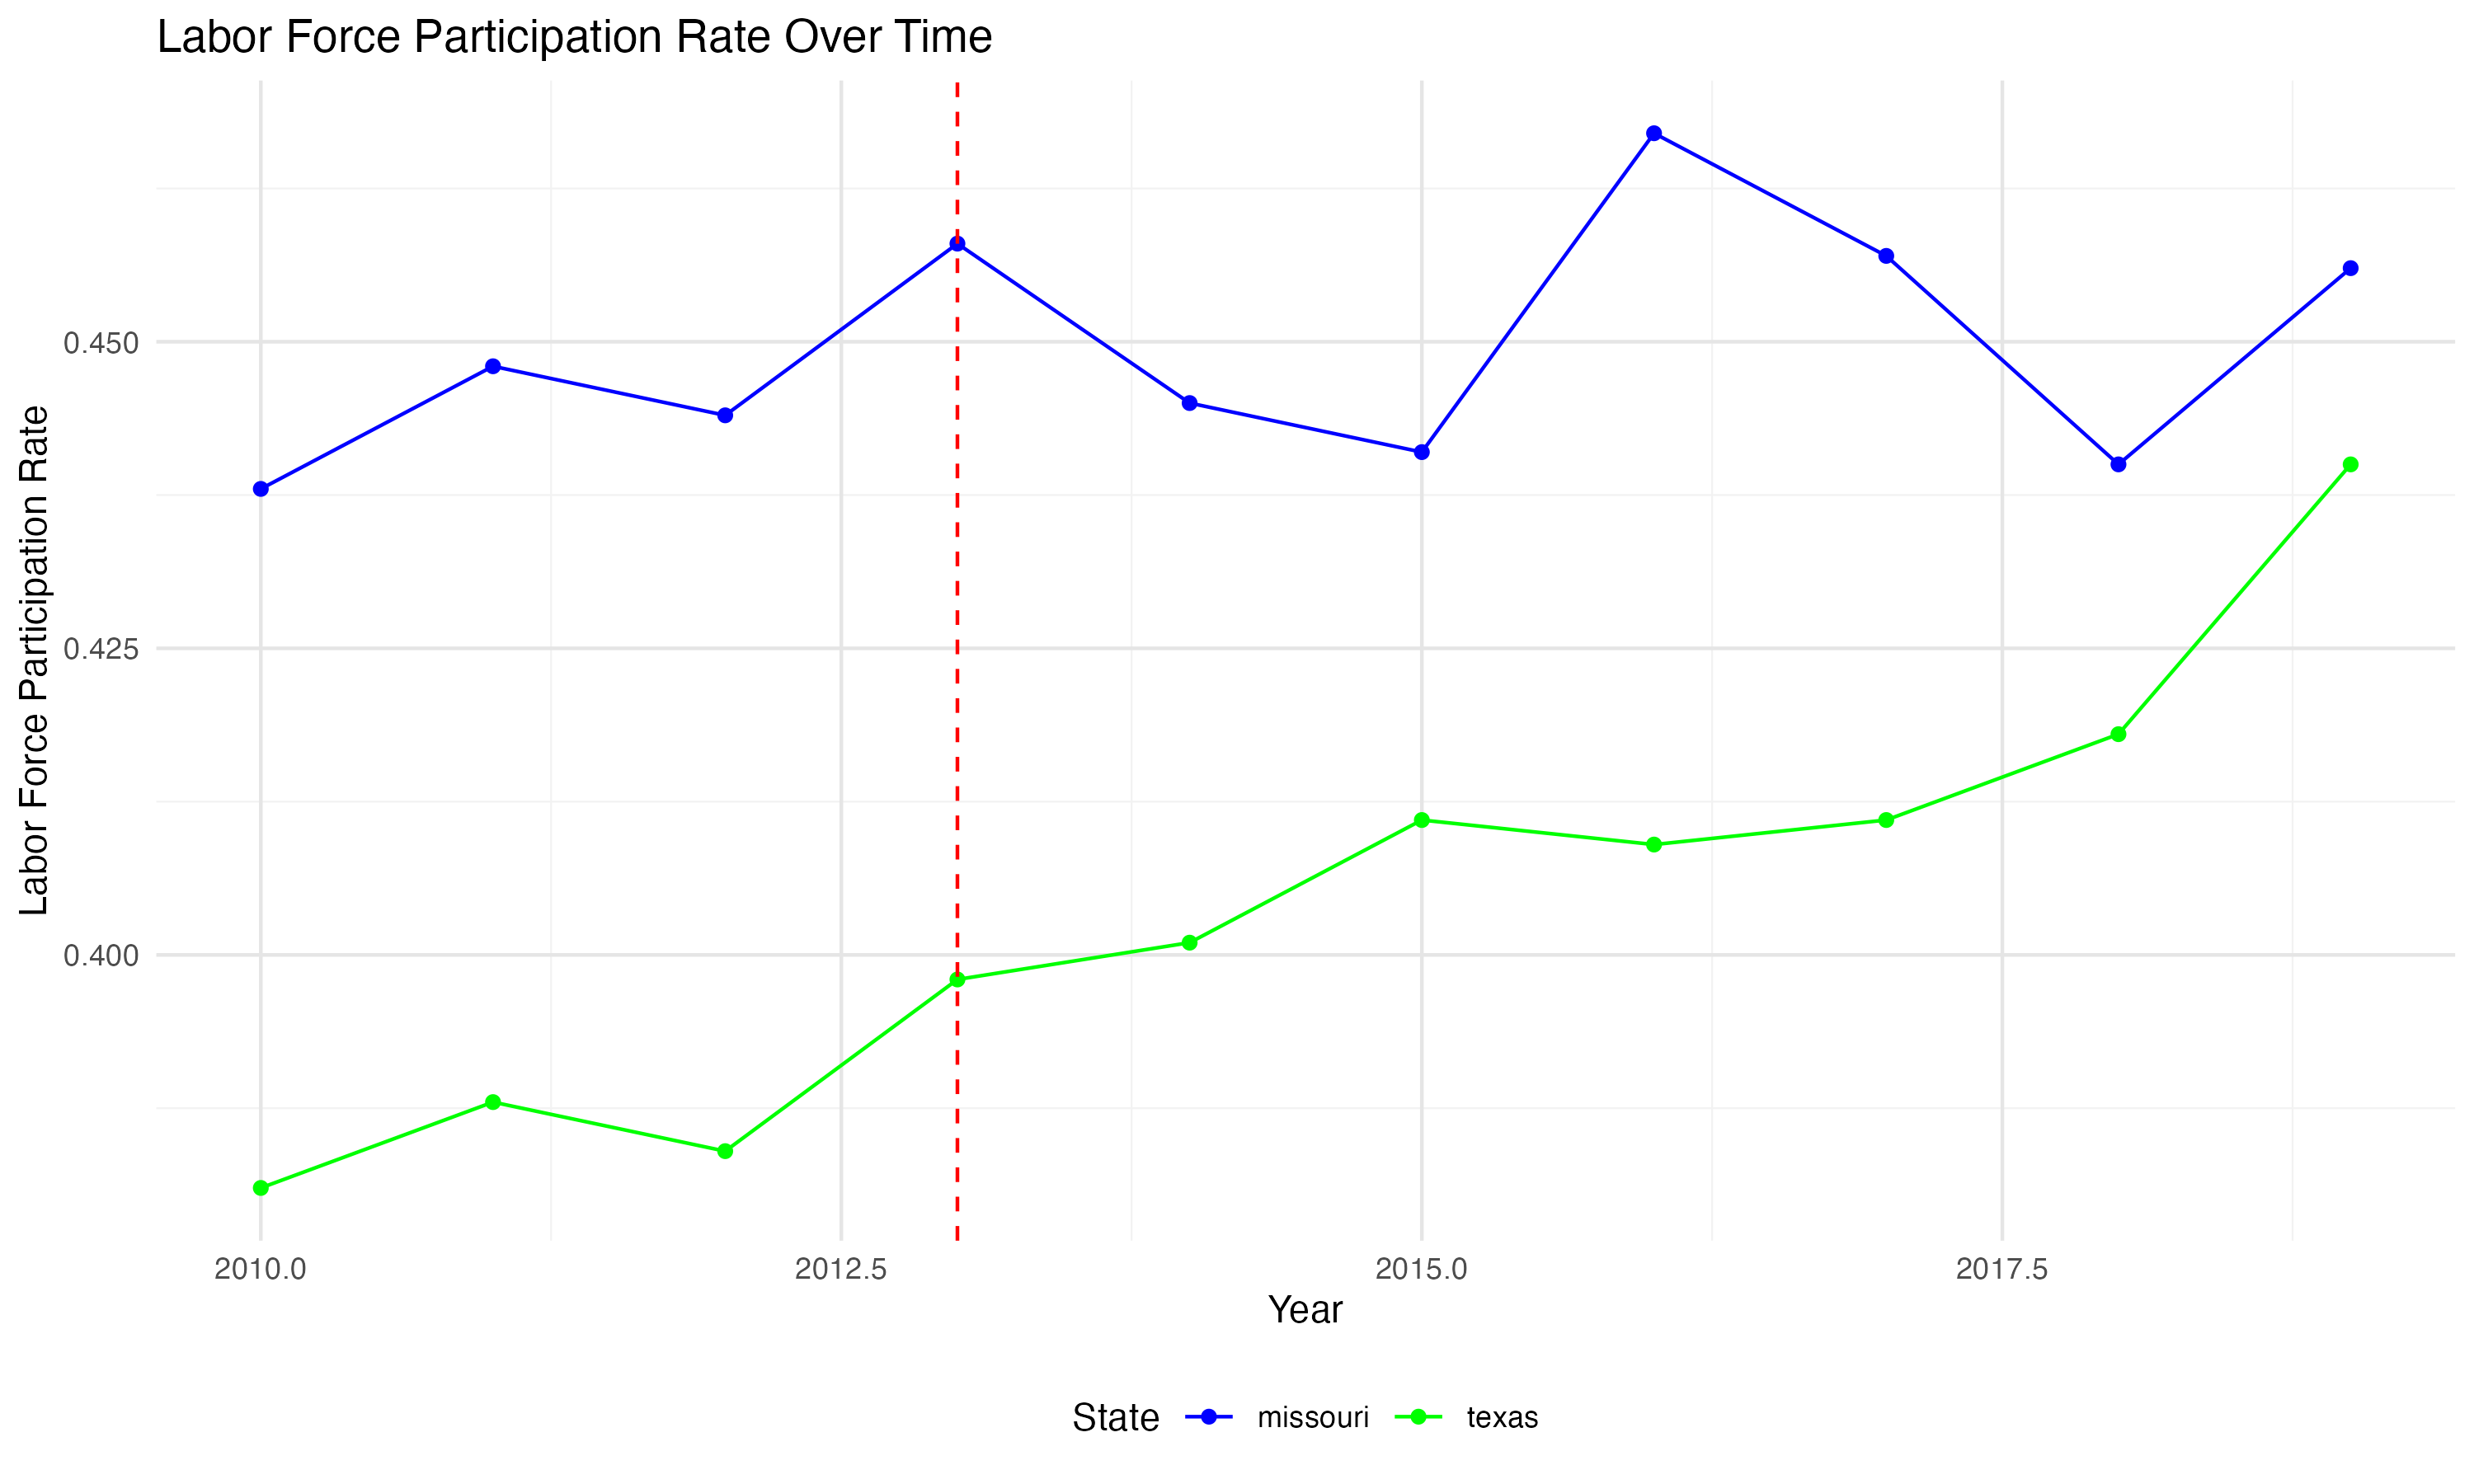 Labor Force Participation Rate Over Time
Labor Force Participation Rate
0.450
0.425
0.400
2010.0 2012.5 2015.0 2017.5
Year
State missouri texas